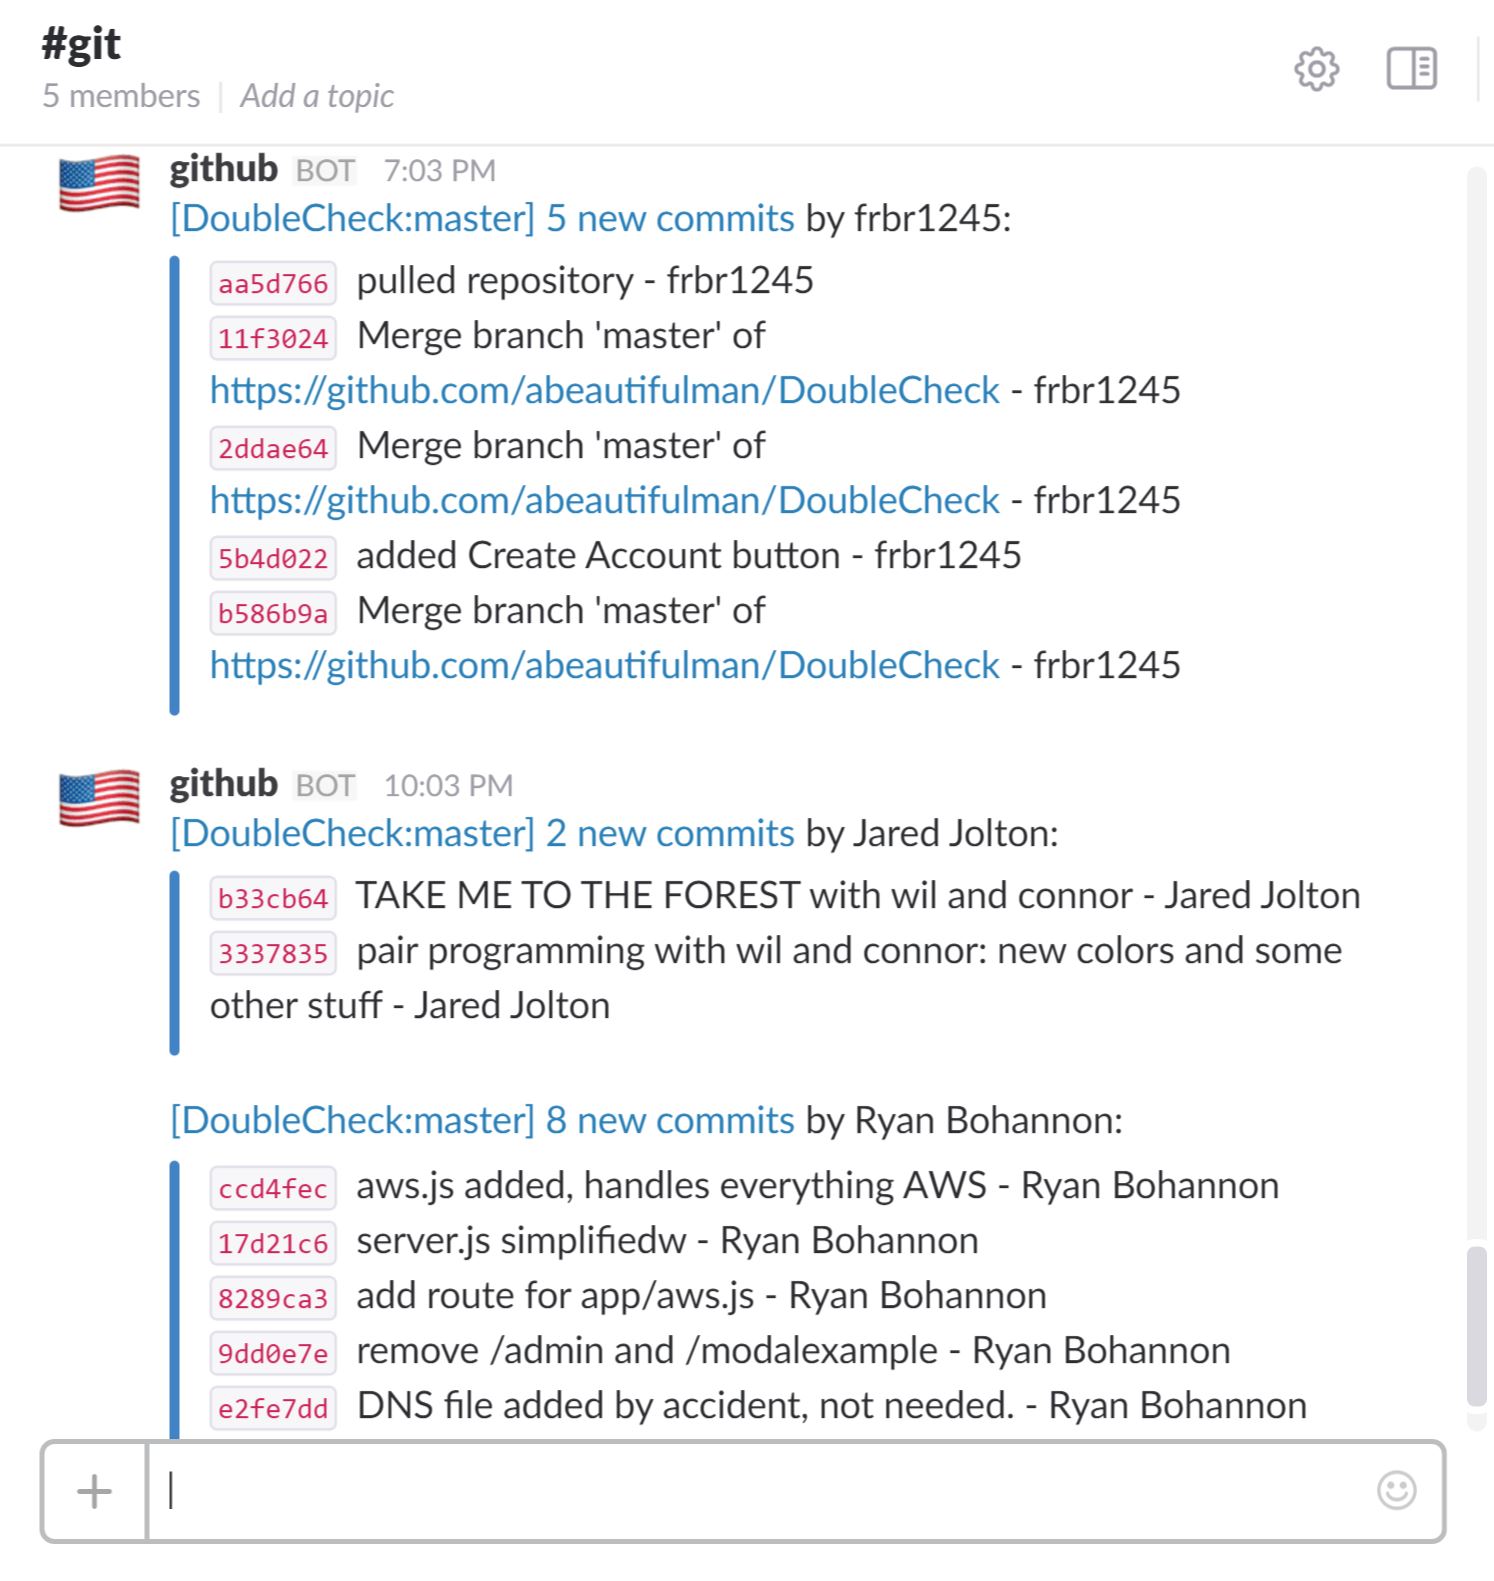 #git
5 members | Add a topic
github BOT 7:03 PM
[DoubleCheck:master] 5 new commits by frbr1245:
aa5d766 pulled repository - frbr1245
11f3024 Merge branch 'master' of
https://github.com/abeautifulman/DoubleCheck - frbr1245
2ddae64 Merge branch 'master' of
https://github.com/abeautifulman/DoubleCheck - frbr1245
5b4d022 added Create Account button - frbr1245
b586b9a Merge branch 'master' of
https://github.com/abeautifulman/DoubleCheck - frbr1245
github BOT 10:03 PM
[DoubleCheck:master] 2 new commits by Jared Jolton:
b33cb64 TAKE ME TO THE FOREST with wil and connor - Jared Jolton
3337835 pair programming with wil and connor: new colors and some
other stuff - Jared Jolton
[DoubleCheck:master] 8 new commits by Ryan Bohannon:
ccd4fec aws.js added, handles everything AWS - Ryan Bohannon
17d21c6 server.js simplifiedw - Ryan Bohannon
8289ca3 add route for app/aws.js - Ryan Bohannon
9dd0e7e remove /admin and /modalexample - Ryan Bohannon
e2fe7dd DNS file added by accident, not needed. - Ryan Bohannon